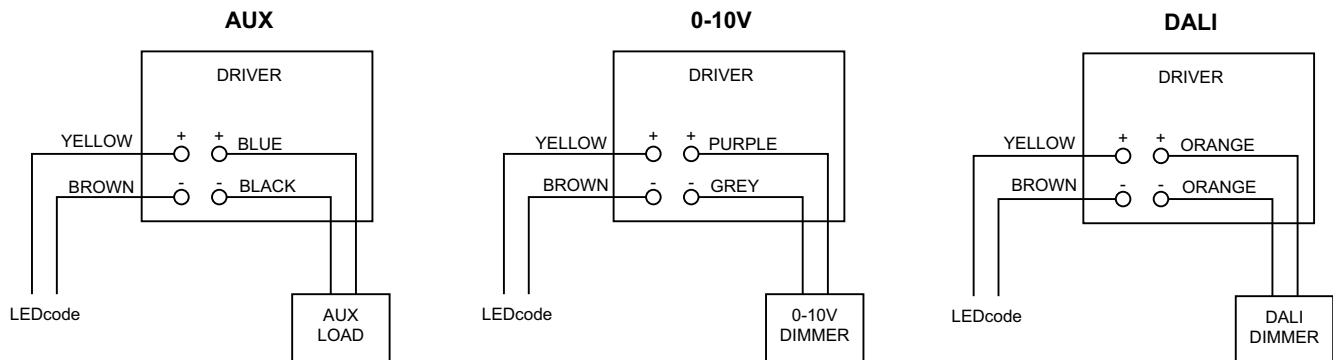 AUX
DRIVER
YELLOW + + BLUE
BROWN - - BLACK
LEDcode
AUX
LOAD
0-10V
DRIVER
YELLOW + + PURPLE
BROWN - - GREY
LEDcode
0-10V
DIMMER
DALI
DRIVER
YELLOW + + ORANGE
BROWN - - ORANGE
LEDcode
DALI
DIMMER